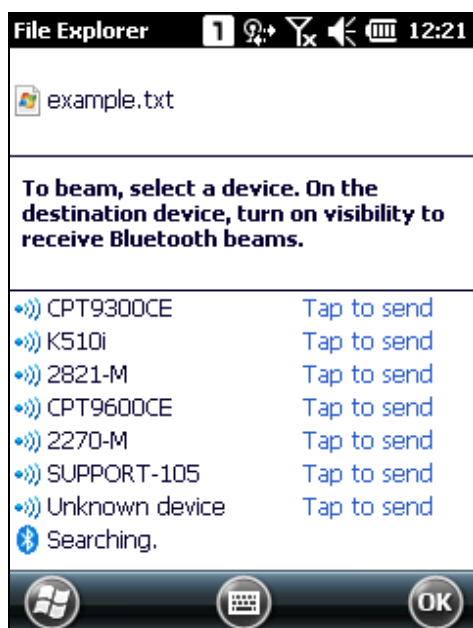 File Explorer 1 12:21
example.txt
To beam, select a device. On the
destination device, turn on visibility to
receive Bluetooth beams.
CPT9300CE Tap to send
K510i Tap to send
2821-M Tap to send
CPT9600CE Tap to send
2270-M Tap to send
SUPPORT-105 Tap to send
Unknown device Tap to send
Searching.
OK